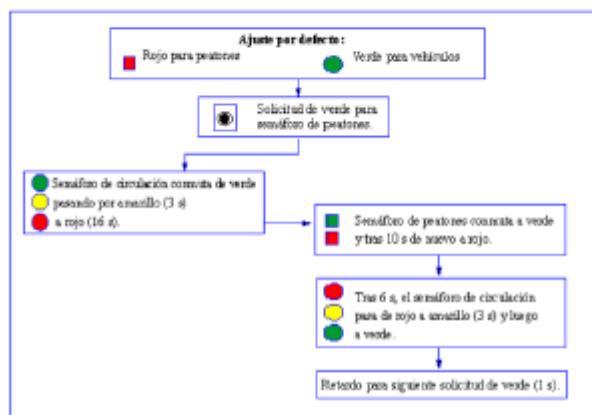 Ajuste por defecto:
Rojo para peatones
Verde para vehículos
Solicitud de verde para
semáforo de peatones.
Semáforo de circulación conmuta de verde
pasando por amarillo (3 s)
a rojo (16 s).
Semáforo de peatones conmuta a verde
y tras 10 s de nuevo a rojo.
Tras 6 s, el semáforo de circulación
para de rojo a amarillo (3 s) y luego
a verde.
Retardo para siguiente solicitud de verde (1 s).